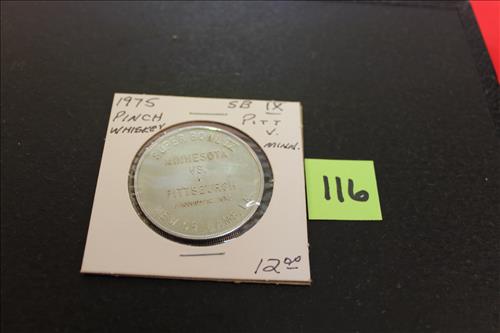 1975 SB IX
PINCH PITT
WHISKEY V.
MINN.
SUPER BOWL IX
MINNESOTA
VS.
PITTSBURGH
12.00
116